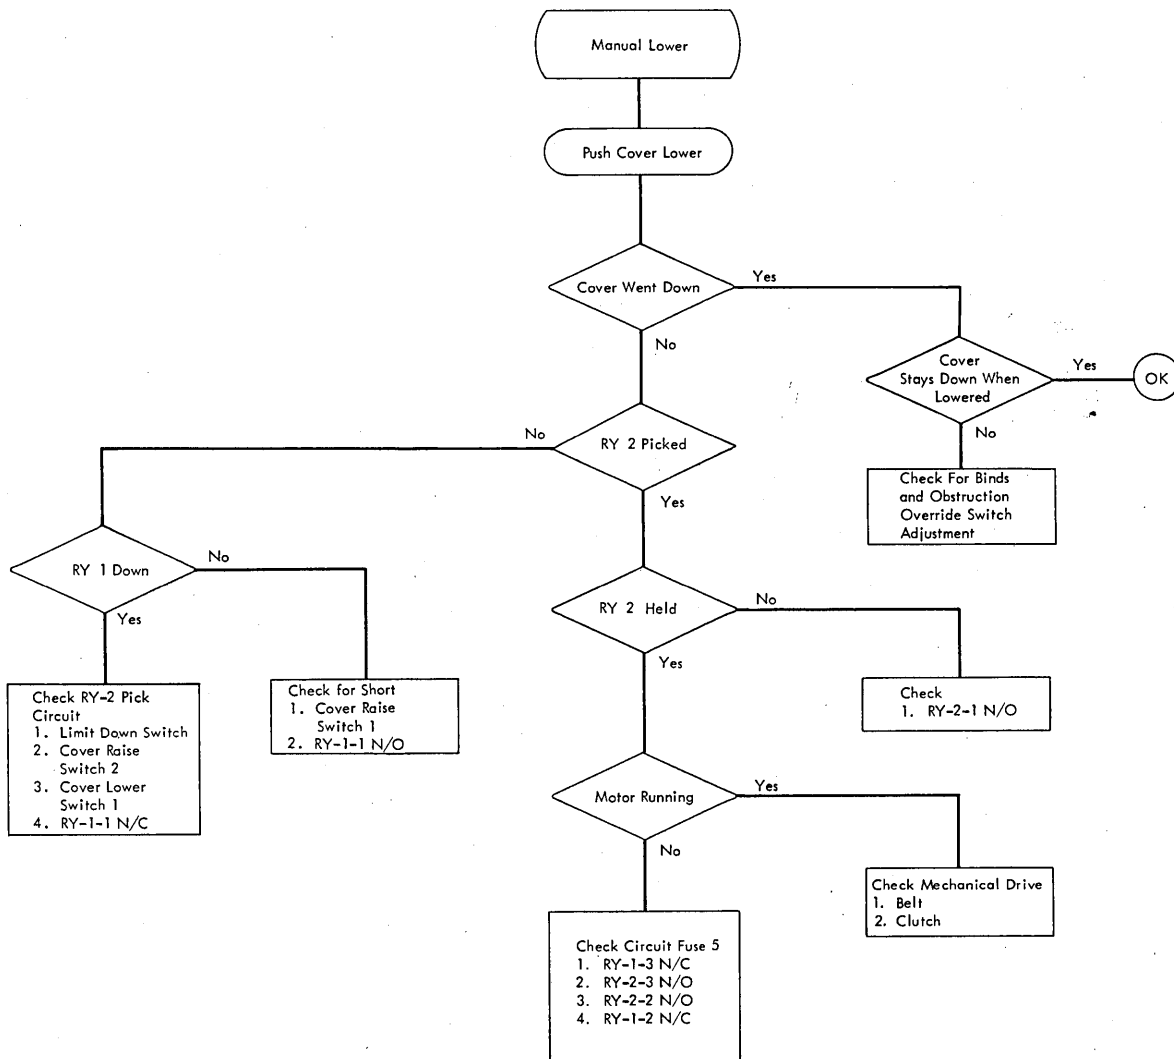 Manual Lower
Push Cover Lower
Cover Went Down
Yes
No
Cover
Stays Down When
Lowered
Yes
OK
No
Check For Binds
and Obstruction
Override Switch
Adjustment
RY 2 Picked
No
Yes
RY 1 Down
No
Yes
Check RY-2 Pick
Circuit
1. Limit Down Switch
2. Cover Raise
Switch 2
3. Cover Lower
Switch 1
4. RY-1-1 N/C
Check for Short
1. Cover Raise
Switch 1
2. RY-1-1 N/O
RY 2 Held
No
Yes
Check
1. RY-2-1 N/O
Motor Running
Yes
No
Check Mechanical Drive
1. Belt
2. Clutch
Check Circuit Fuse 5
1. RY-1-3 N/C
2. RY-2-3 N/O
3. RY-2-2 N/O
4. RY-1-2 N/C